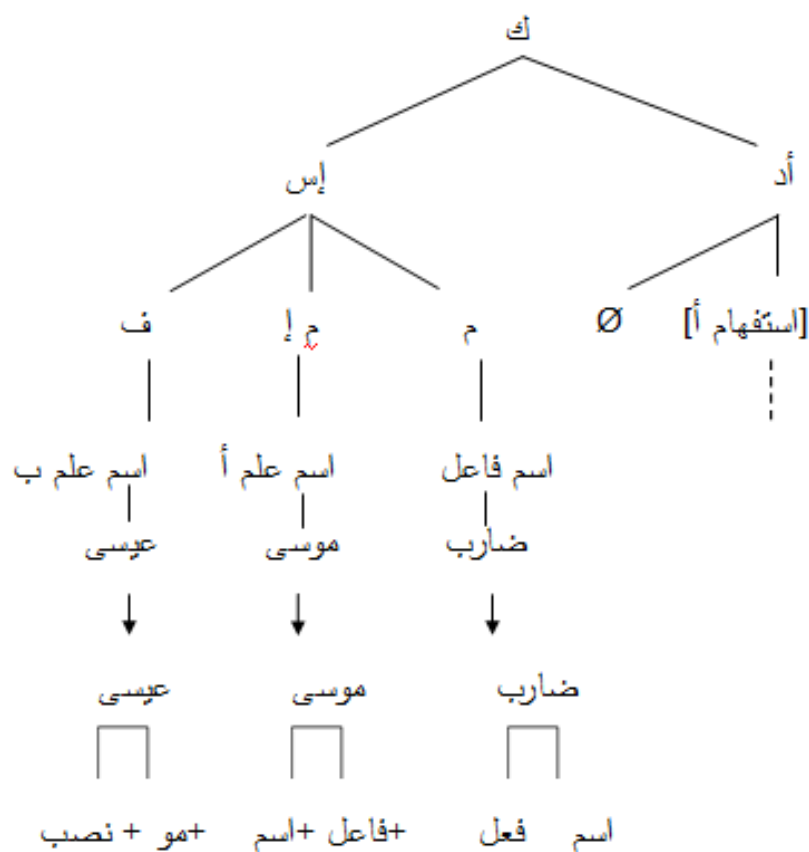 ك
أد إس
[استفهام أ] Ø م م إ ف
اسم فاعل اسم علم أ اسم علم ب
ضارب موسى عيسى
ضارب موسى عيسى
اسم فعل +فاعل +اسم +مو + نصب